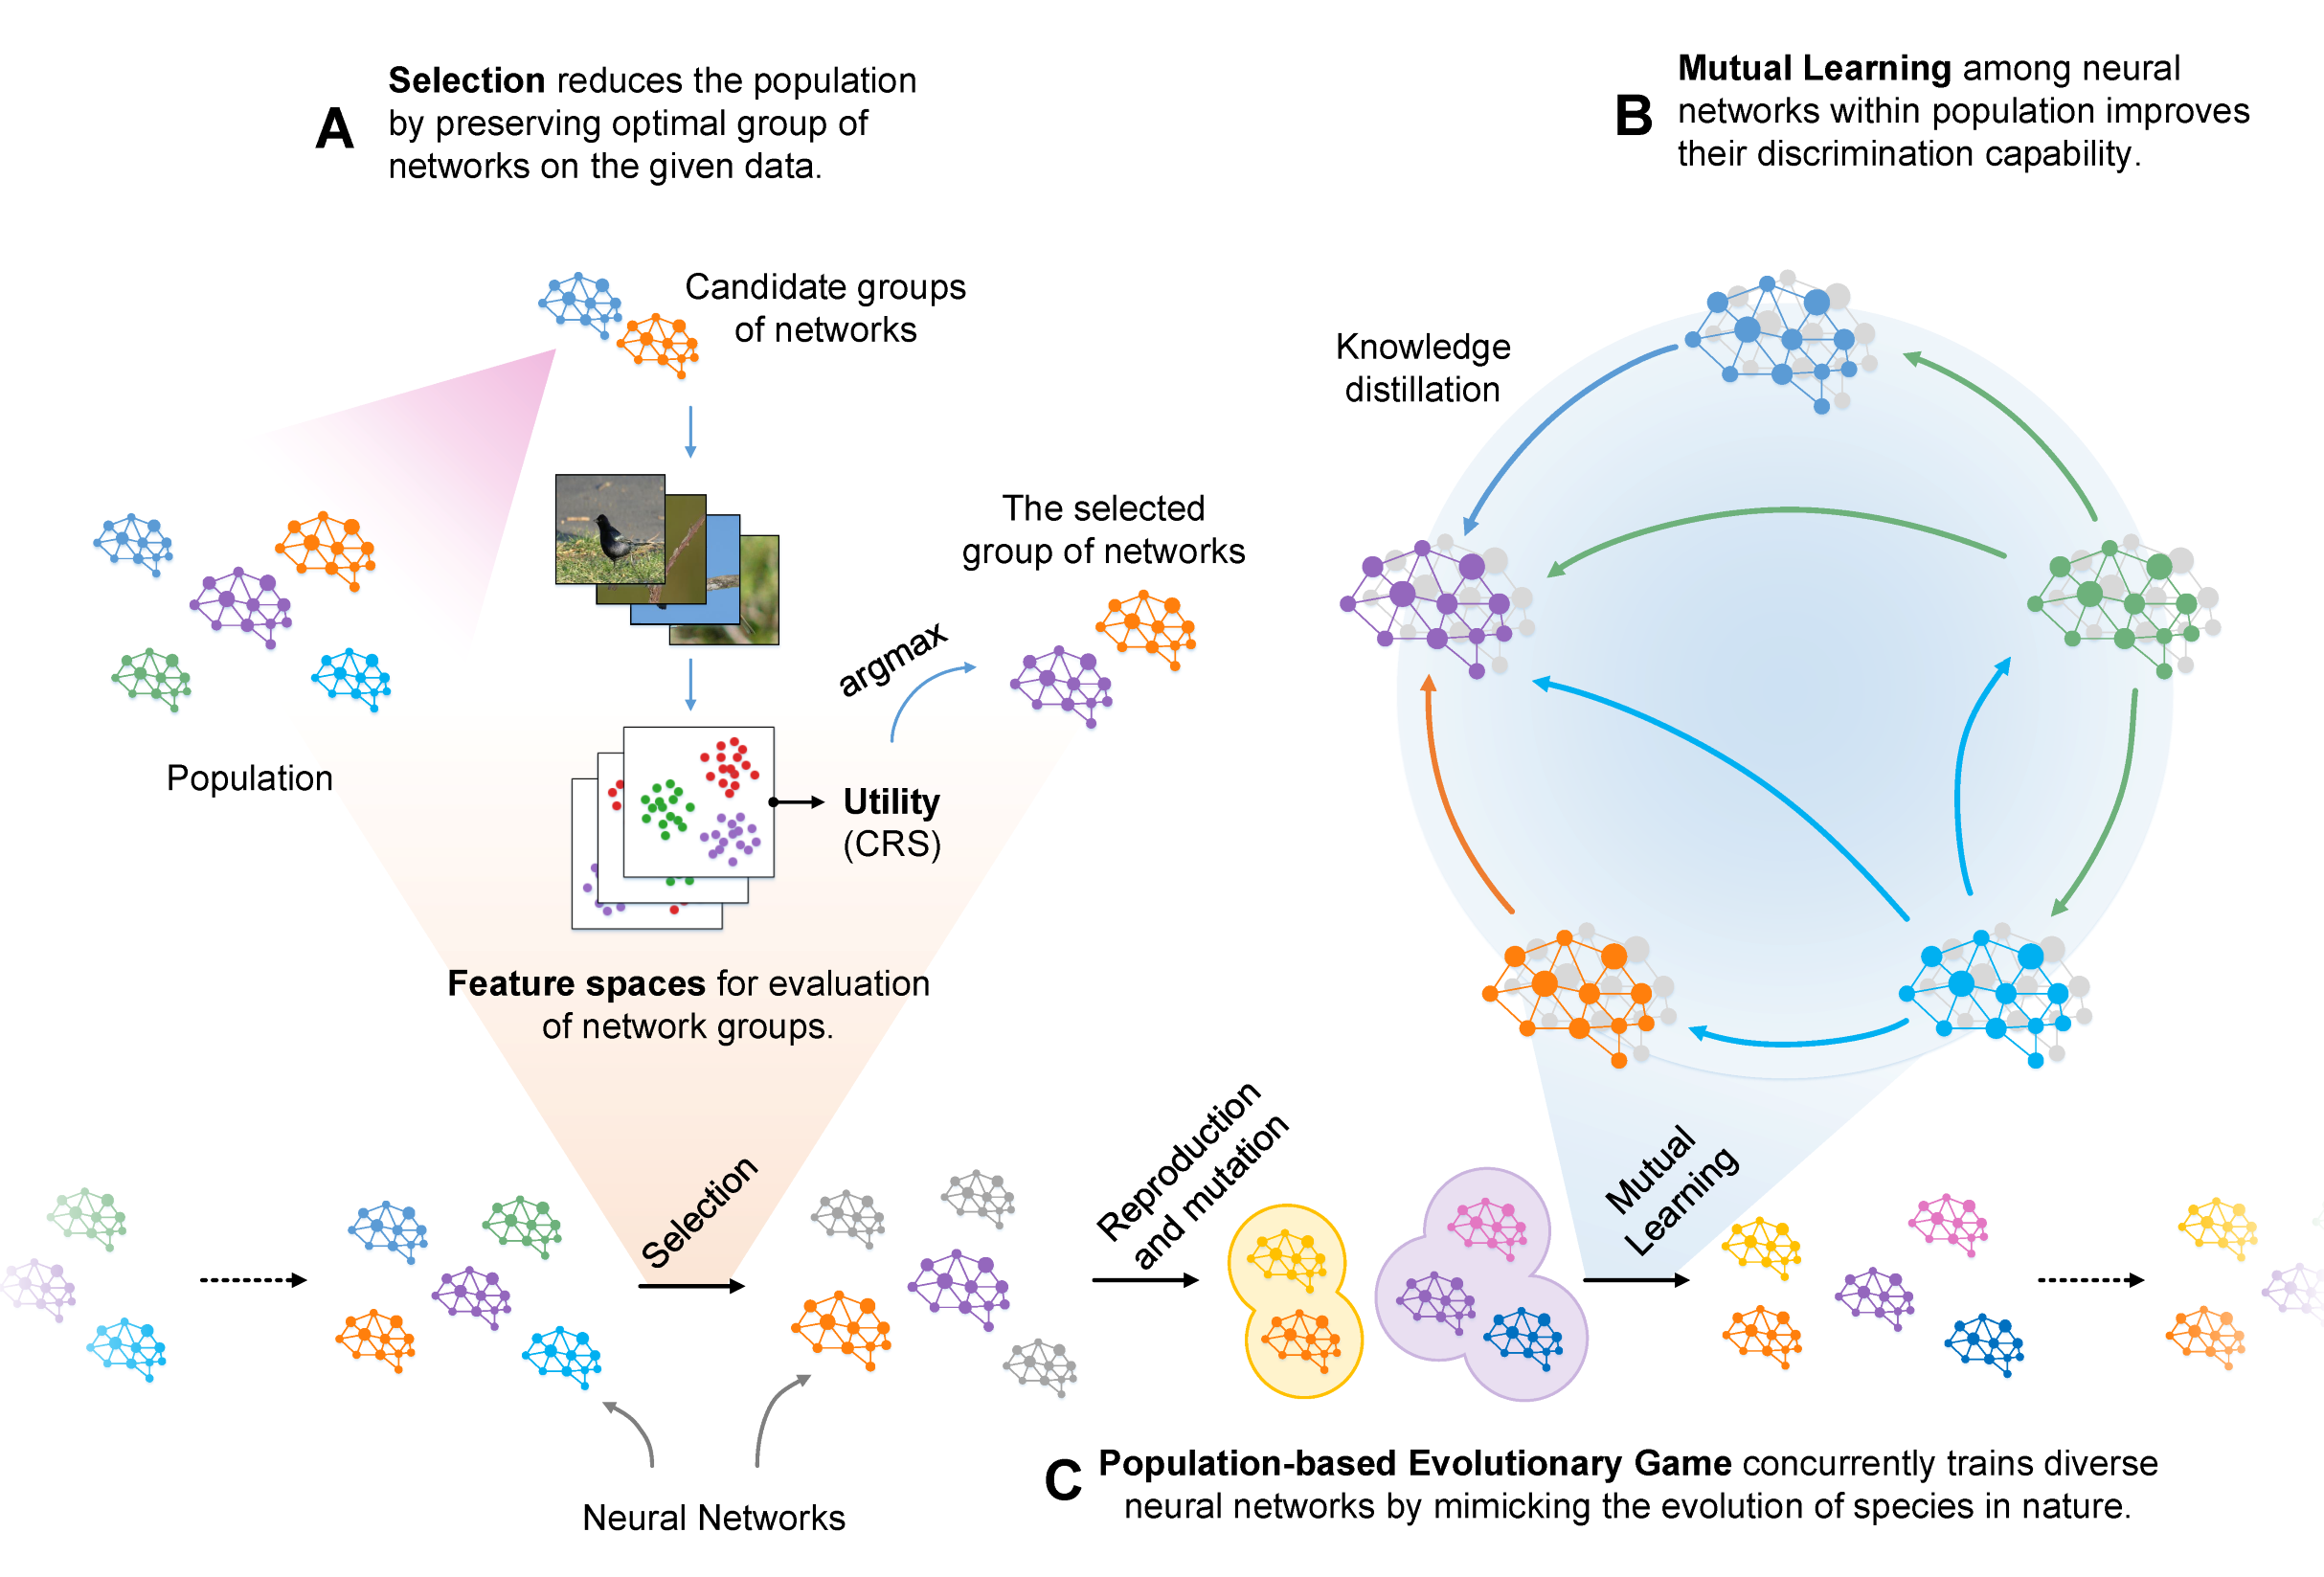 A
Selection reduces the population
by preserving optimal group of
networks on the given data.
B
Mutual Learning among neural
networks within population improves
their discrimination capability.
Candidate groups
of networks
Knowledge
distillation
The selected
group of networks
argmax
Population
Utility
(CRS)
Feature spaces for evaluation
of network groups.
Selection
Reproduction
and mutation
Mutual
Learning
Neural Networks
C
Population-based Evolutionary Game concurrently trains diverse
neural networks by mimicking the evolution of species in nature.